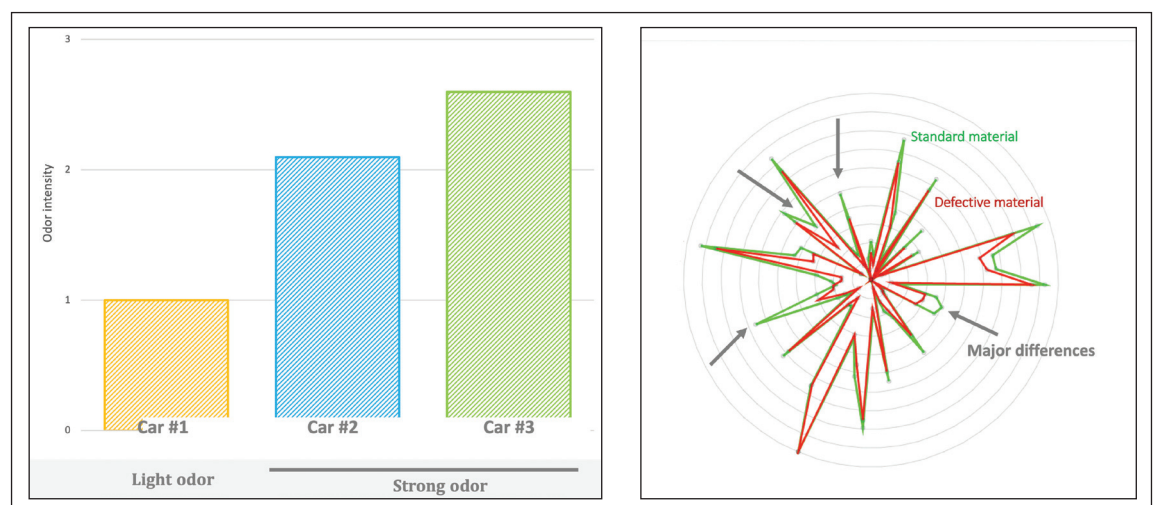 3
2
1
0
Odor intensity
Car #1
Car #2
Car #3
Light odor
Strong odor
Standard material
Defective material
Major differences